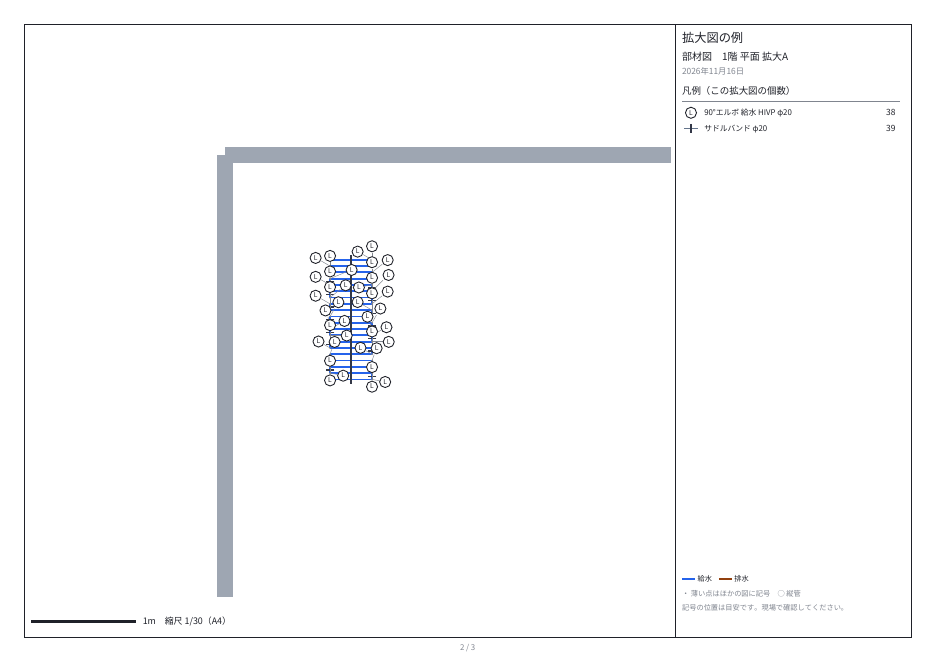 拡大図の例
部材図　1階 平面 拡大A
2026年11月16日
凡例（この拡大図の個数）
L 90°エルボ 給水 HIVP φ20 38
サドルバンド φ20 39
L L L L L L L L L L L L L L L L L L L L L L L L L L L L L L L L L L L L L L
給水 排水
・ 薄い点はほかの図に記号　〇 縦管
記号の位置は目安です。現場で確認してください。
1m　縮尺 1/30（A4）
2 / 3